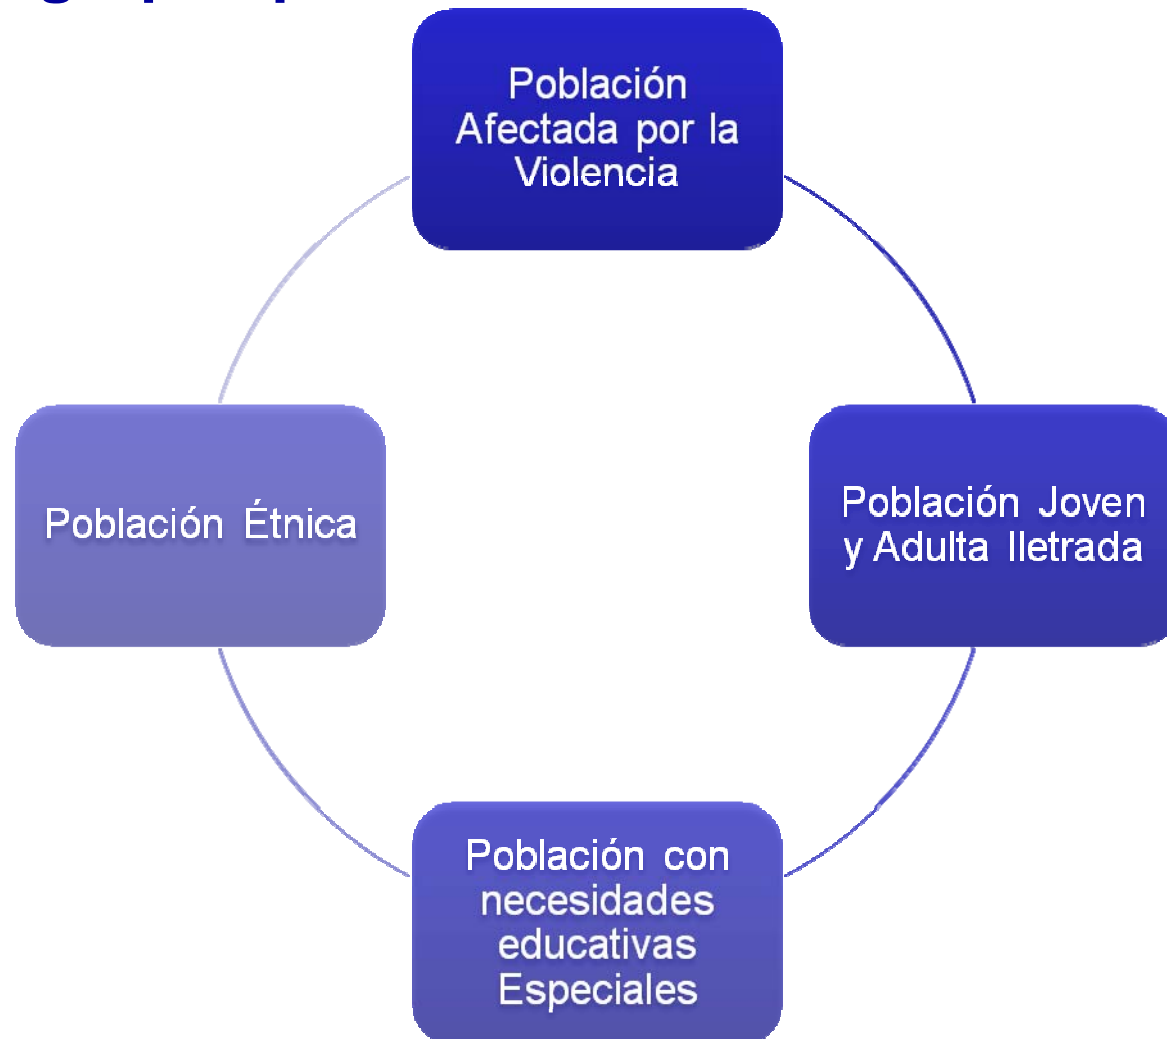 Población
Afectada por la
Violencia
Población Étnica
Población Joven
y Adulta Iletrada
Población con
necesidades
educativas
Especiales